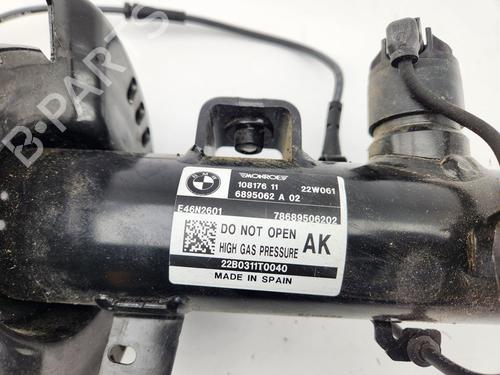 B-PARTS
BMW
MONROE
108176 11
22W061
6895062 A 02
E46N2601
78689506202
DO NOT OPEN
HIGH GAS PRESSURE
AK
22B0311T0040
MADE IN SPAIN